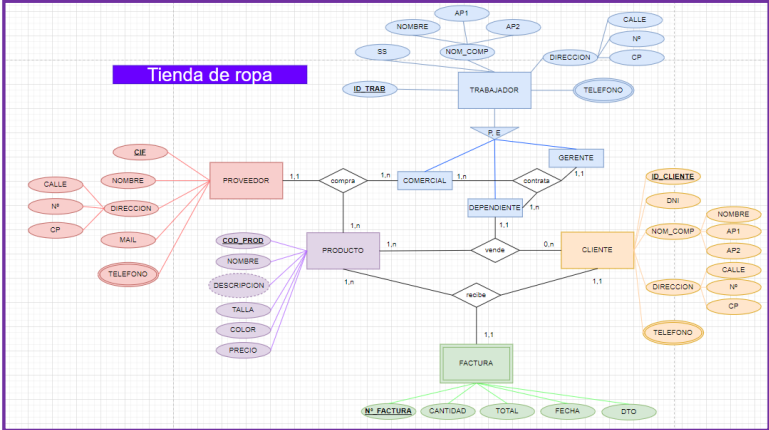 AP1
NOMBRE
AP2
CALLE
Nº
CP
SS
NOM_COMP
DIRECCION
Tienda de ropa
ID_TRAB
TRABAJADOR
TELEFONO
P, E
GERENTE
CIF
NOMBRE
CALLE
Nº
CP
DIRECCION
MAIL
TELEFONO
PROVEEDOR
1,1
compra
1,n
COMERCIAL
1,n
contrata
1,1
DEPENDIENTE
1,n
1,n
1,1
ID_CLIENTE
DNI
NOM_COMP
NOMBRE
AP1
AP2
COD_PROD
NOMBRE
DESCRIPCION
TALLA
COLOR
PRECIO
PRODUCTO
1,n
vende
0,n
CLIENTE
DIRECCION
CALLE
Nº
CP
TELEFONO
1,n
recibe
1,1
1,1
FACTURA
Nº_FACTURA
CANTIDAD
TOTAL
FECHA
DTO